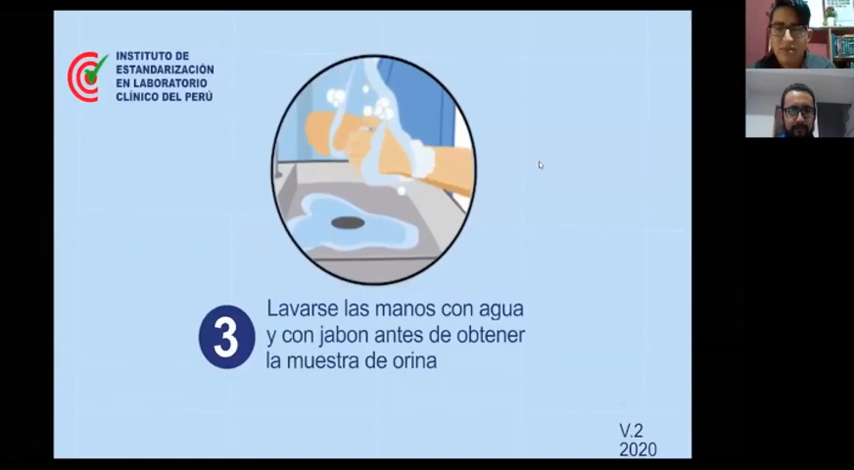 INSTITUTO DE
ESTANDARIZACIÓN
EN LABORATORIO
CLÍNICO DEL PERÚ
3
Lavarse las manos con agua
y con jabon antes de obtener
la muestra de orina
V.2
2020